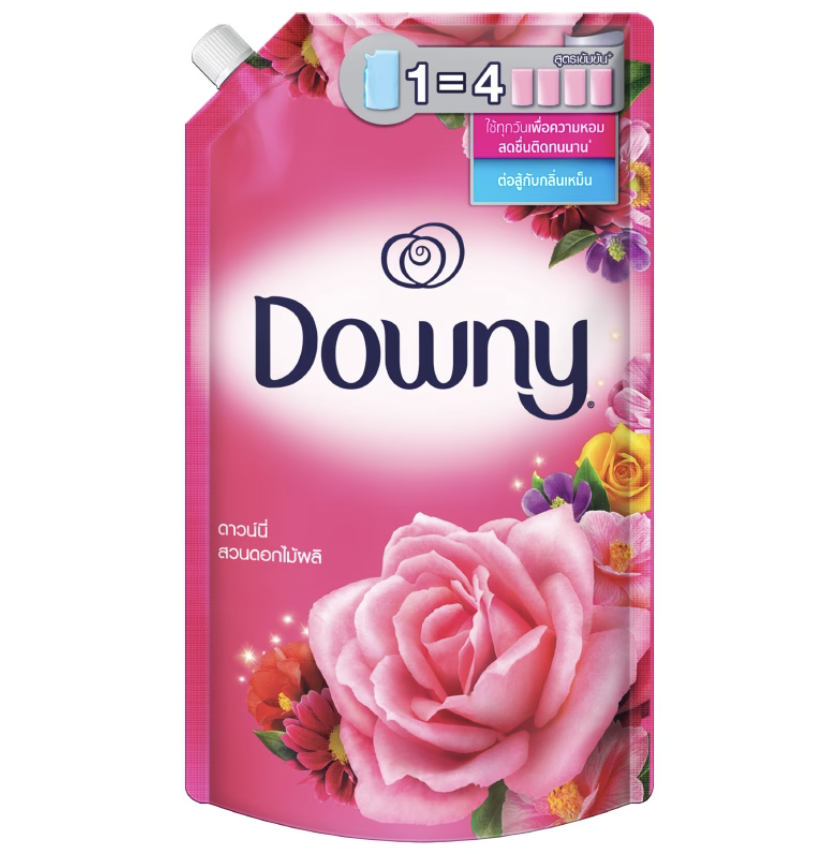 สูตรเข้มข้น+
1=4
ใช้ทุกวันเพื่อความหอม
สดชื่นติดทนนาน*
ต่อสู้กับกลิ่นเหม็น
Downy®
ดาวน์นี่
สวนดอกไม้ผลิ